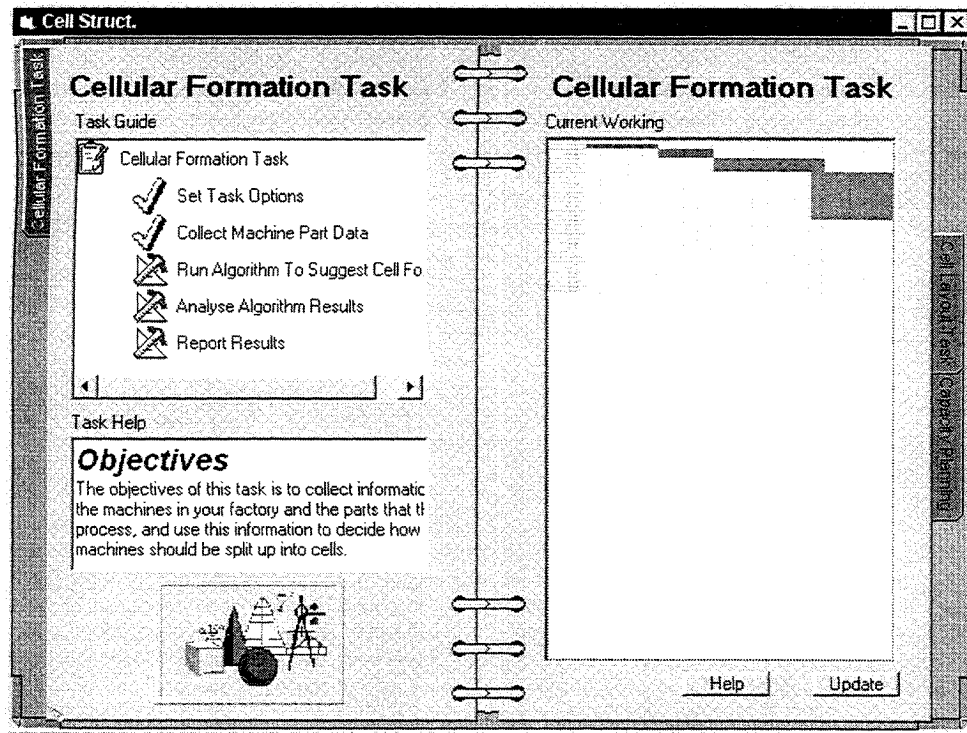 Cell Struct.
Cellular Formation Task
Cellular Formation Task
Task Guide
Cellular Formation Task
Set Task Options
Collect Machine Part Data
Run Algorithm To Suggest Cell Fo
Analyse Algorithm Results
Report Results
Task Help
Objectives
The objectives of this task is to collect informatic
the machines in your factory and the parts that tl
process, and use this information to decide how
machines should be split up into cells.
Cellular Formation Task
Current Working
Help
Update
Cell Layout Task
Capacity Planning